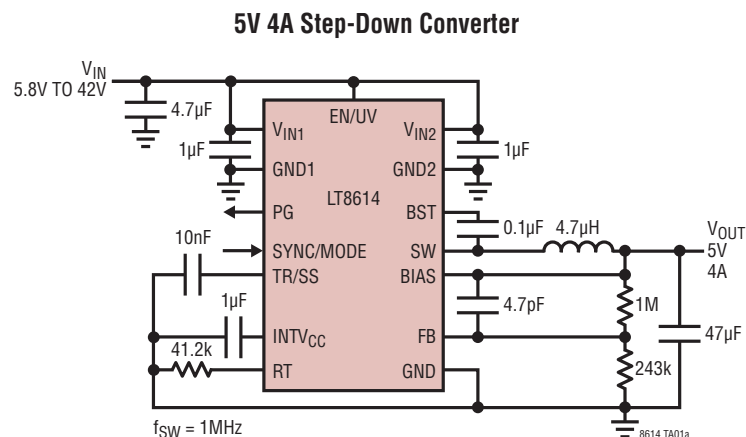 5V 4A Step-Down Converter
VIN
5.8V TO 42V
4.7µF
EN/UV
VIN1
VIN2
1µF
1µF
GND1
GND2
LT8614
PG
BST
0.1µF
4.7µH
VOUT
5V
4A
10nF
SYNC/MODE
SW
TR/SS
BIAS
1µF
4.7pF
1M
INTVCC
FB
47µF
41.2k
RT
GND
243k
fSW = 1MHz
8614 TA01a